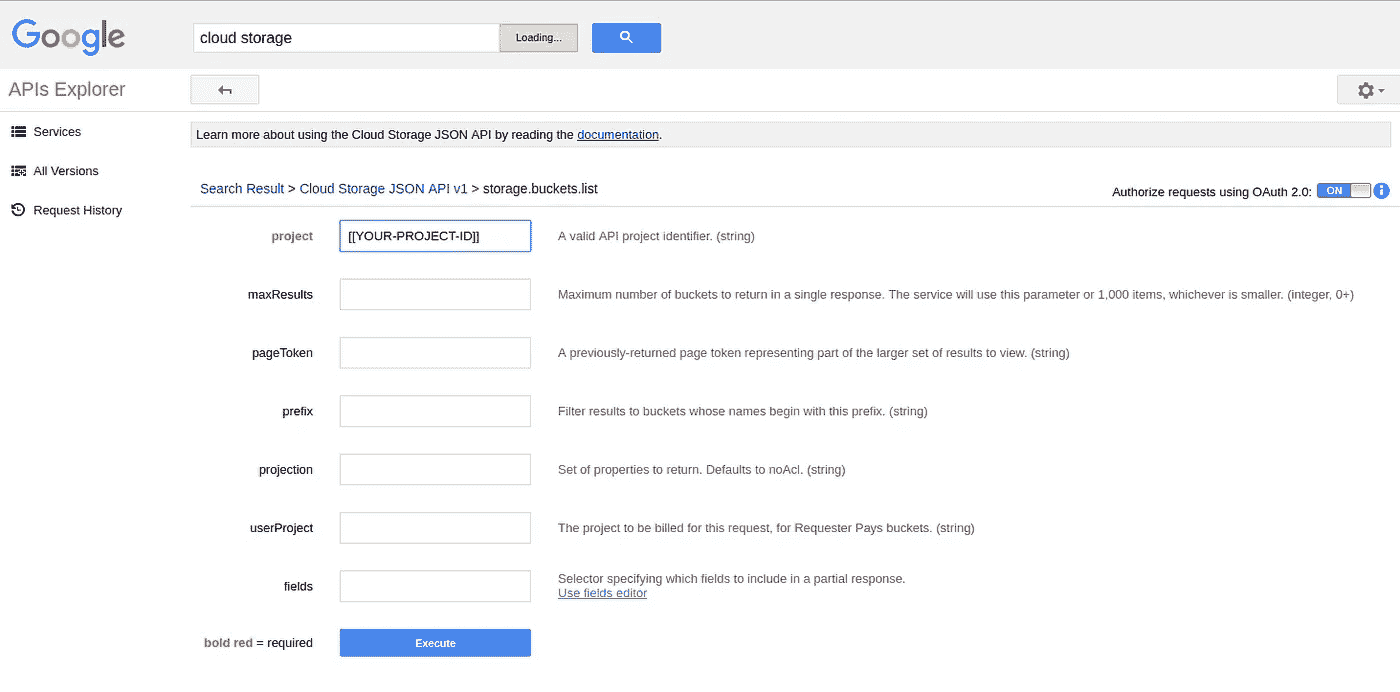 Google
cloud storage
Loading...
APIs Explorer
Services
Learn more about using the Cloud Storage JSON API by reading the documentation.
All Versions
Search Result > Cloud Storage JSON API v1 > storage.buckets.list
Authorize requests using OAuth 2.0: ON i
Request History
project [[YOUR-PROJECT-ID]] A valid API project identifier. (string)
maxResults Maximum number of buckets to return in a single response. The service will use this parameter or 1,000 items, whichever is smaller. (integer, 0+)
pageToken A previously-returned page token representing part of the larger set of results to view. (string)
prefix Filter results to buckets whose names begin with this prefix. (string)
projection Set of properties to return. Defaults to noAcl. (string)
userProject The project to be billed for this request, for Requester Pays buckets. (string)
fields Selector specifying which fields to include in a partial response.
Use fields editor
bold red = required Execute